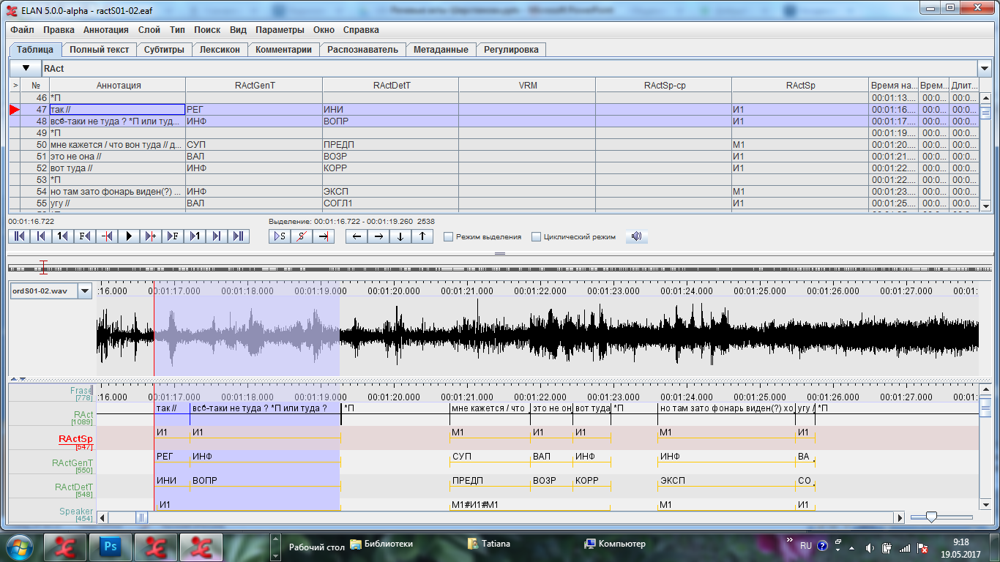 ELAN 5.0.0-alpha - ractS01-02.eaf
Файл Правка Аннотация Слой Тип Поиск Вид Параметры Окно Справка
Таблица Полный текст Субтитры Лексикон Комментарии Распознаватель Метаданные Регулировка
RAct
> № Аннотация RActGenT RActDetT VRM RActSp-cp RActSp Время на... Врем... Длит...
46 *П 00:01:13.... 00:0... 00:0...
47 так // РЕГ ИНИ И1 00:01:16.... 00:0... 00:0...
48 всё-таки не туда ? *П или туд... ИНФ ВОПР И1 00:01:17.... 00:0... 00:0...
49 *П 00:01:19.... 00:0... 00:0...
50 мне кажется / что вон туда // д... СУП ПРЕДП М1 00:01:20.... 00:0... 00:0...
51 это не она // ВАЛ ВОЗР И1 00:01:21.... 00:0... 00:0...
52 вот туда // ИНФ КОРР И1 00:01:22.... 00:0... 00:0...
53 *П 00:01:22.... 00:0... 00:0...
54 но там зато фонарь виден(?) ... ИНФ ЭКСП М1 00:01:23.... 00:0... 00:0...
55 угу // ВАЛ СОГЛ1 И1 00:01:25.... 00:0... 00:0...
00:01:16.722 Выделение: 00:01:16.722 - 00:01:19.260 2538
Режим выделения Циклический режим
ordS01-02.wav :16.000 00:01:17.000 00:01:18.000 00:01:19.000 00:01:20.000 00:01:21.000 00:01:22.000 00:01:23.000 00:01:24.000 00:01:25.000 00:01:26.000 00:01:27.000 00:01:
Frase
[778] :16.000 00:01:17.000 00:01:18.000 00:01:19.000 00:01:20.000 00:01:21.000 00:01:22.000 00:01:23.000 00:01:24.000 00:01:25.000 00:01:26.000 00:01:27.000 00:01:
так // всё-таки не туда ? *П или туда ? *П мне кажется / что это не он вот туда *П но там зато фонарь виден(?) хо угу / *П
RAct
[1089]
RActSp И1 И1 М1 И1 И1 М1 И1
[547]
RActGenT РЕГ ИНФ СУП ВАЛ ИНФ ИНФ ВА
[550]
RActDetT ИНИ ВОПР ПРЕДП ВОЗР КОРР ЭКСП СО
[548]
Speaker И1 М1#И1#М1 М1 И1
[454]
Ps Рабочий стол Библиотеки Tatiana Компьютер » RU 9:18
19.05.2017